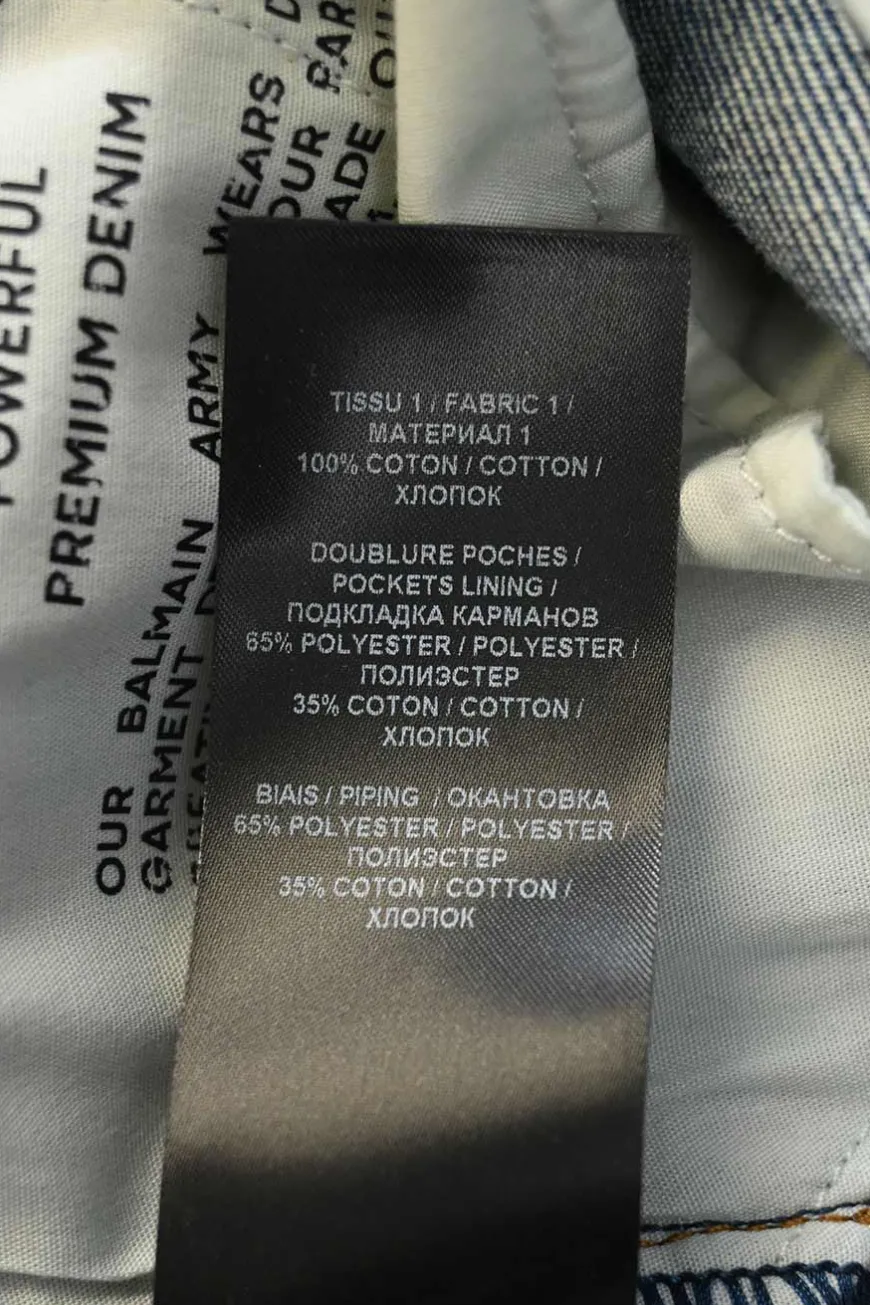 TISSU 1 / FABRIC 1 /
МАТЕРИАЛ 1
100% COTON / COTTON /
ХЛОПОК
DOUBLURE POCHES /
POCKETS LINING /
ПОДКЛАДКА КАРМАНОВ
65% POLYESTER / POLYESTER /
ПОЛИЭСТЕР
35% COTON / COTTON /
ХЛОПОК
BIAIS / PIPING / ОКАНТОВКА
65% POLYESTER / POLYESTER /
ПОЛИЭСТЕР
35% COTON / COTTON /
ХЛОПОК
POWERFUL
PREMIUM DENIM
OUR BALMAIN ARMY WEARS
GARMENT OUR PAR
ADE